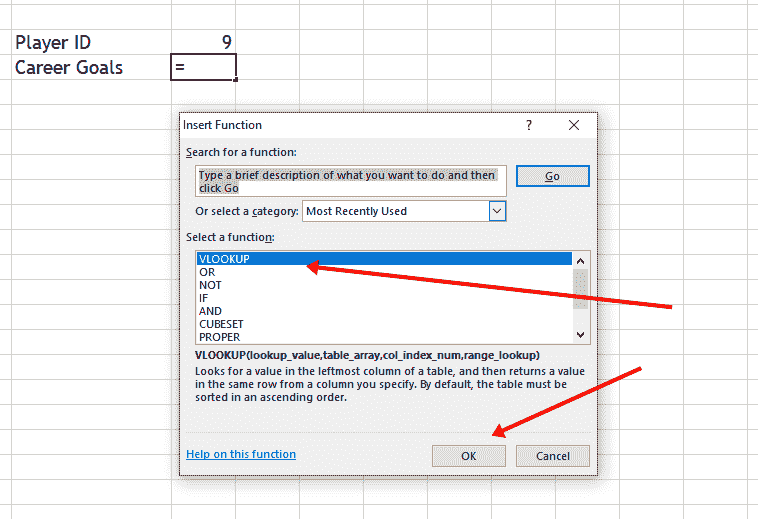 Player ID 9
Career Goals =
Insert Function ?
Search for a function:
Type a brief description of what you want to do and then
click Go
Go
Or select a category: Most Recently Used
Select a function:
VLOOKUP
OR
NOT
IF
AND
CUBESET
PROPER
VLOOKUP(lookup_value,table_array,col_index_num,range_lookup)
Looks for a value in the leftmost column of a table, and then returns a value
in the same row from a column you specify. By default, the table must be
sorted in an ascending order.
Help on this function
OK Cancel